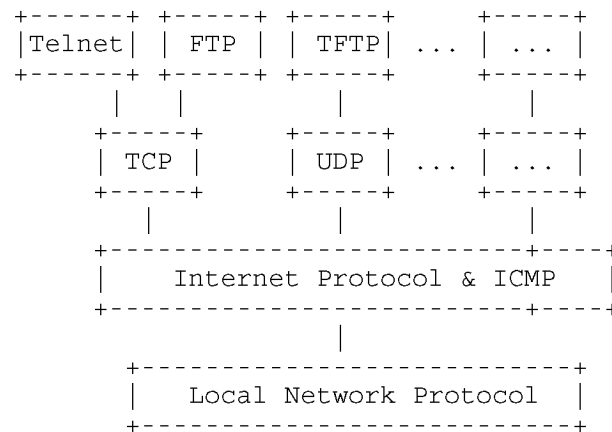 Telnet FTP TFTP ... ...
TCP UDP ... ...
Internet Protocol & ICMP
Local Network Protocol